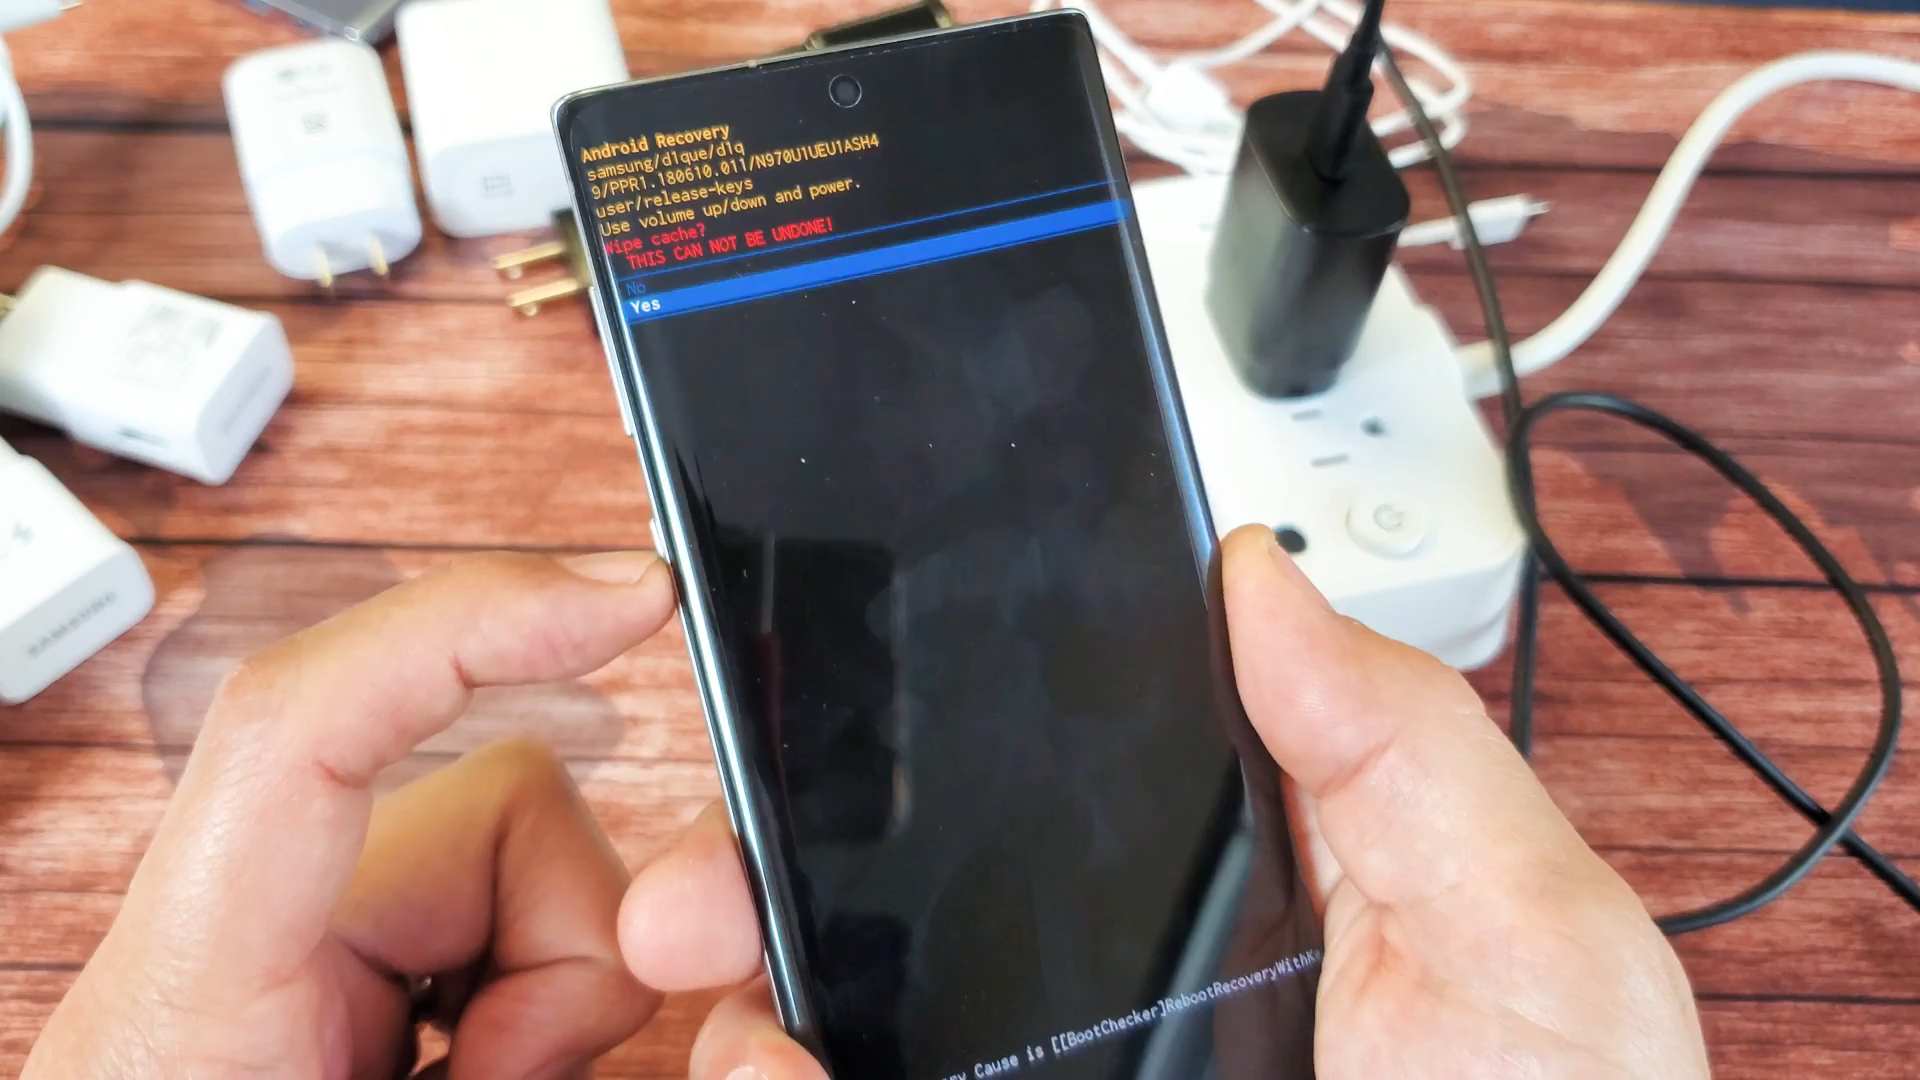 Android Recovery
samsung/d1que/d1q
9/PPR1.180610.011/N970U1UEU1ASH4
user/release-keys
Use volume up/down and power.
Wipe cache?
THIS CAN NOT BE UNDONE!
No
Yes
Cause is [[BootChecker]RebootRecoveryWithK
SAMSUNG